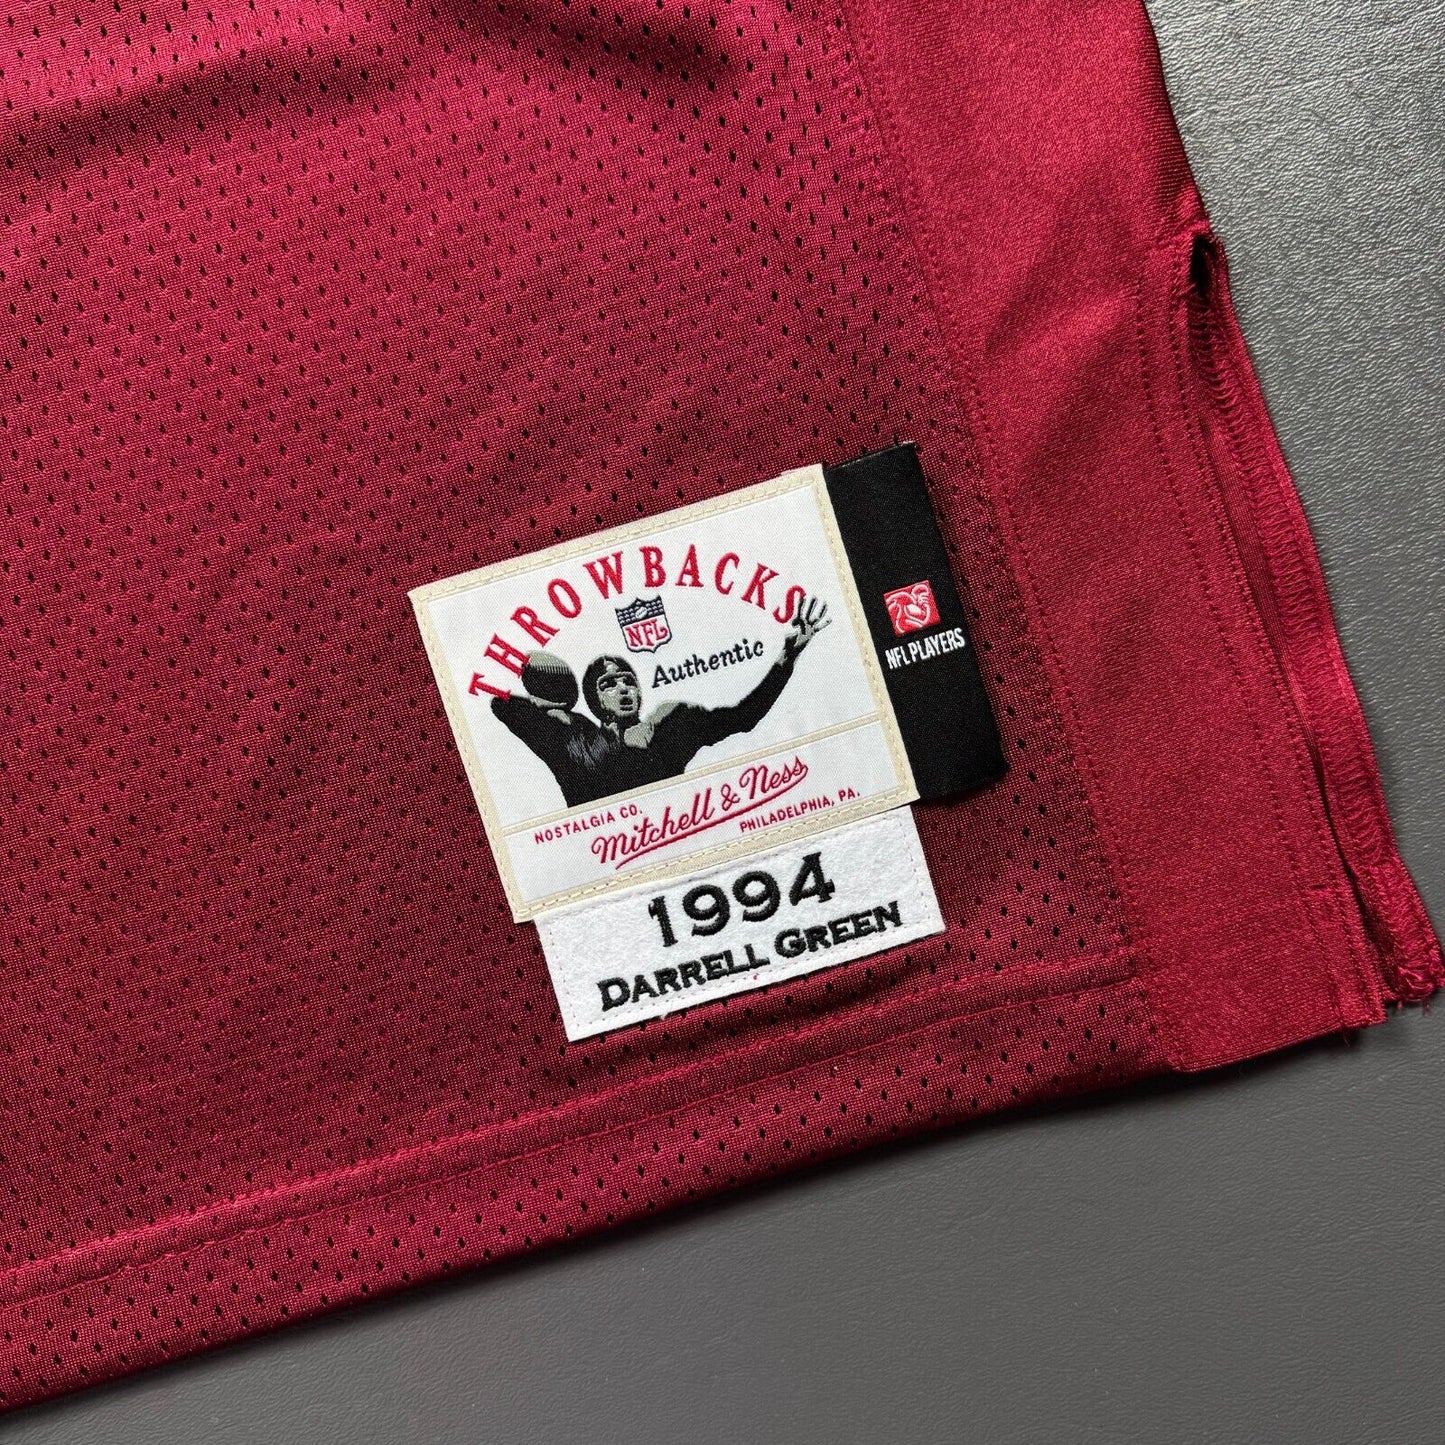 THROWBACKS
NFL
Authentic
NFL PLAYERS
NOSTALGIA CO.
Mitchell & Ness
PHILADELPHIA, PA.
1994
DARRELL GREEN